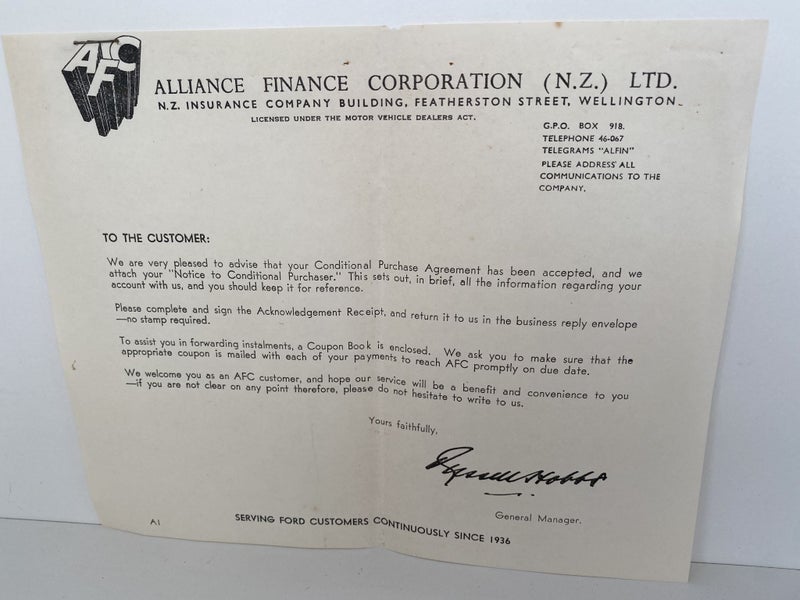 AFC
ALLIANCE FINANCE CORPORATION (N.Z.) LTD.
N.Z. INSURANCE COMPANY BUILDING, FEATHERSTON STREET, WELLINGTON.
LICENSED UNDER THE MOTOR VEHICLE DEALERS ACT.
G.P.O. BOX 918.
TELEPHONE 46-067
TELEGRAMS "ALFIN"
PLEASE ADDRESS ALL
COMMUNICATIONS TO THE
COMPANY.
TO THE CUSTOMER:
We are very pleased to advise that your Conditional Purchase Agreement has been accepted, and we
attach your "Notice to Conditional Purchaser." This sets out, in brief, all the information regarding your
account with us, and you should keep it for reference.
Please complete and sign the Acknowledgement Receipt, and return it to us in the business reply envelope
—no stamp required.
To assist you in forwarding instalments, a Coupon Book is enclosed. We ask you to make sure that the
appropriate coupon is mailed with each of your payments to reach AFC promptly on due date.
We welcome you as an AFC customer, and hope our service will be a benefit and convenience to you
—if you are not clear on any point therefore, please do not hesitate to write to us.
Yours faithfully,
Russell Hobbs
General Manager.
A1
SERVING FORD CUSTOMERS CONTINUOUSLY SINCE 1936